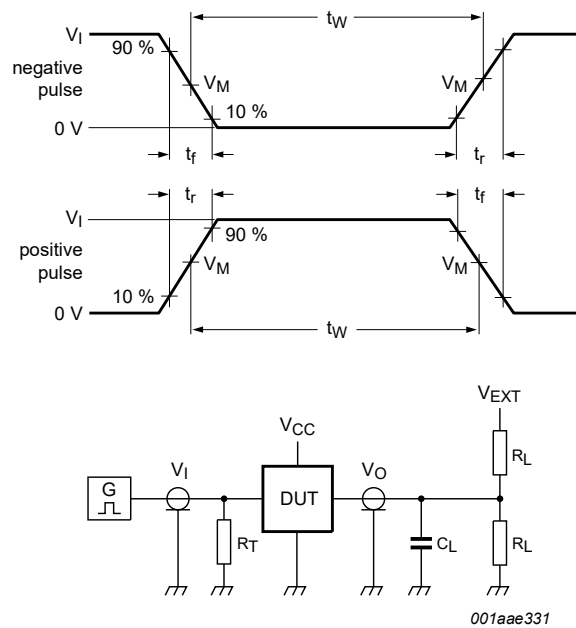 V_I
t_W
90 %
negative
pulse
V_M
V_M
10 %
0 V
t_f
t_r
t_r
t_f
V_I
90 %
positive
pulse
V_M
V_M
10 %
0 V
t_W
V_EXT
V_CC
R_L
V_I
V_O
G
DUT
R_T
C_L
R_L
001aae331